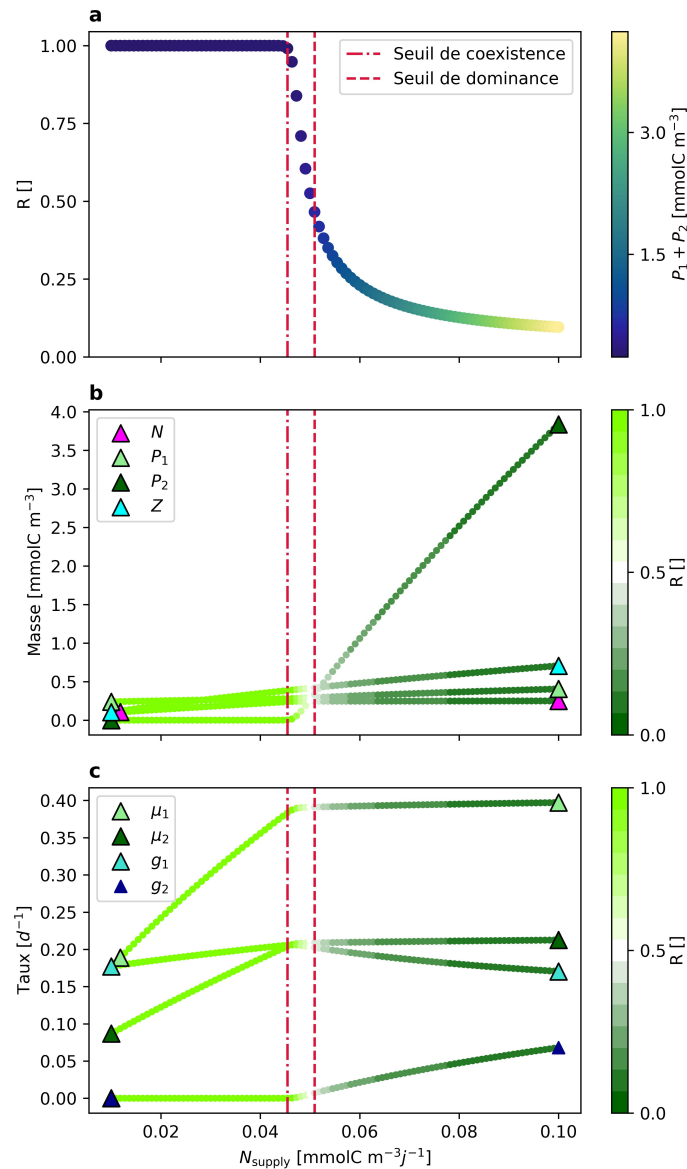 a
1.00
0.75
0.50
0.25
0.00
R []
Seuil de coexistence
Seuil de dominance
3.0
1.5
P₁ + P₂ [mmolC m⁻³]
b
4.0
3.5
3.0
2.5
2.0
1.5
1.0
0.5
0.0
Masse [mmolC m⁻³]
N
P₁
P₂
Z
1.0
0.5
0.0
R []
c
0.40
0.35
0.30
0.25
0.20
0.15
0.10
0.05
0.00
Taux [d⁻¹]
μ₁
μ₂
g₁
g₂
1.0
0.5
0.0
R []
0.02 0.04 0.06 0.08 0.10
N_supply [mmolC m⁻³j⁻¹]